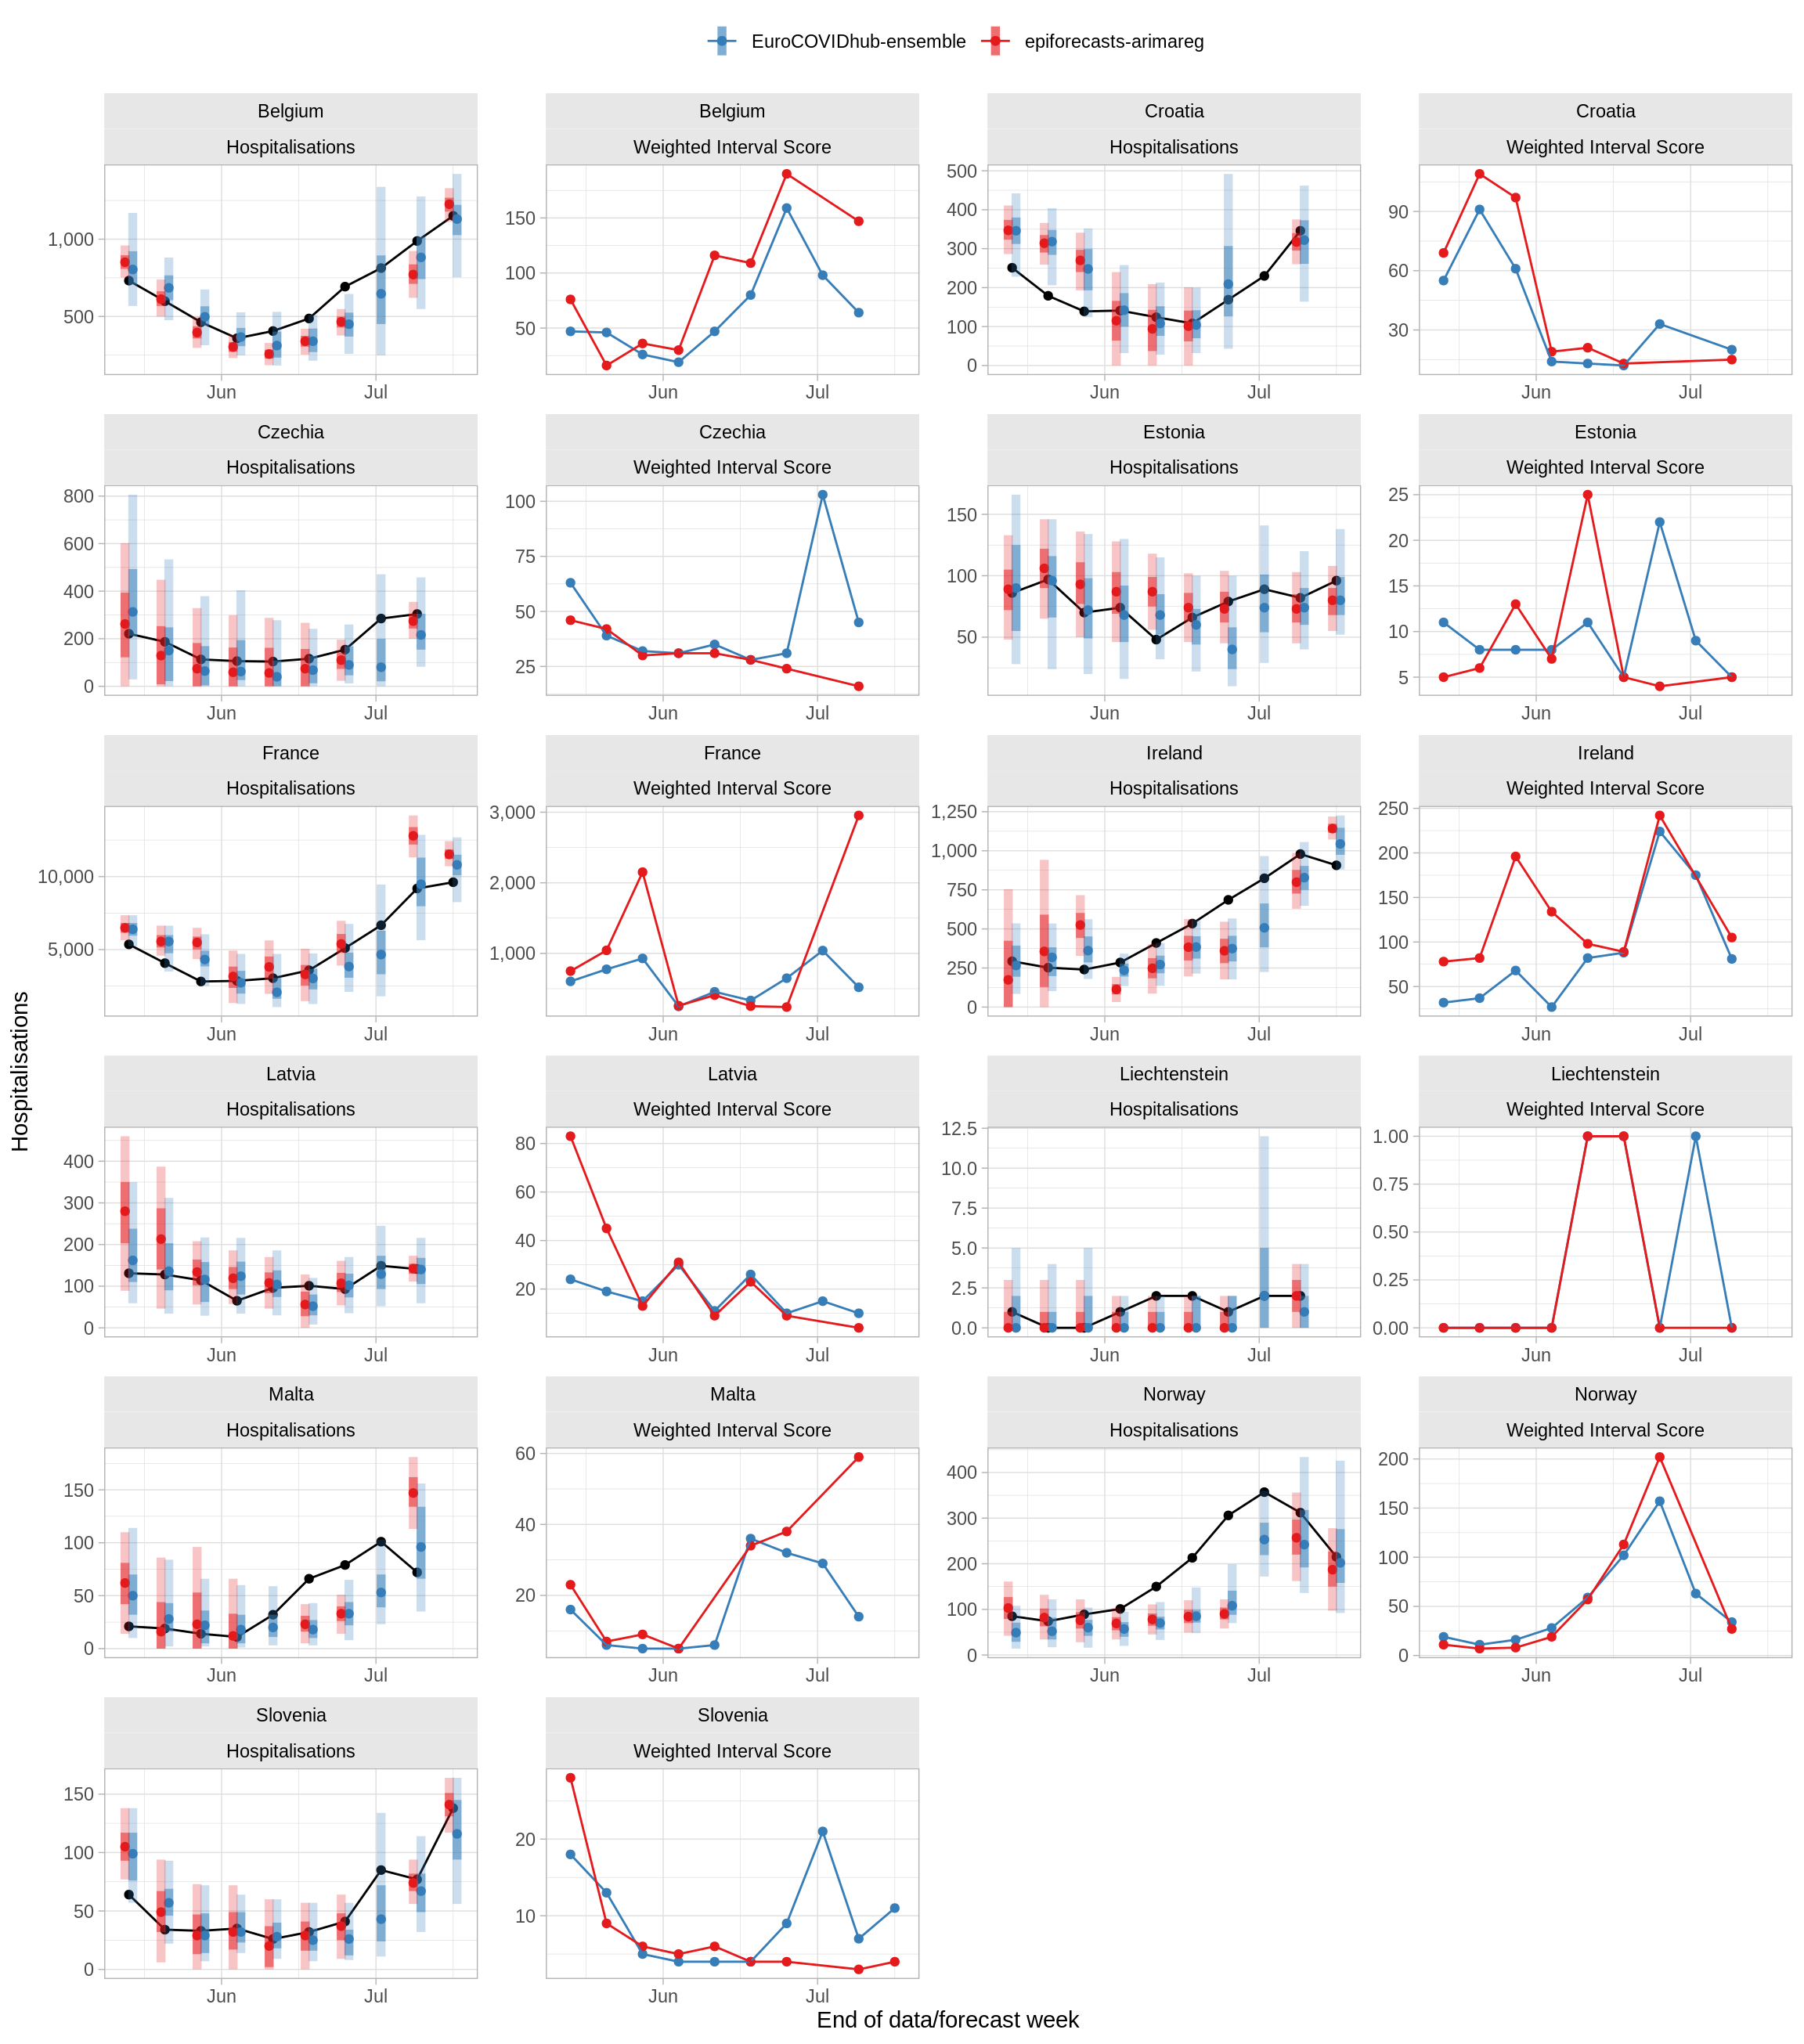 EuroCOVIDhub-ensemble epiforecasts-arimareg
Belgium Belgium Croatia Croatia
Hospitalisations Weighted Interval Score Hospitalisations Weighted Interval Score
1,000
500
Jun Jul
150
100
50
Jun Jul
500
400
300
200
100
0
Jun Jul
90
60
30
Jun Jul
Czechia Czechia Estonia Estonia
Hospitalisations Weighted Interval Score Hospitalisations Weighted Interval Score
800
600
400
200
0
Jun Jul
100
75
50
25
Jun Jul
150
100
50
Jun Jul
25
20
15
10
5
Jun Jul
France France Ireland Ireland
Hospitalisations Weighted Interval Score Hospitalisations Weighted Interval Score
10,000
5,000
Jun Jul
3,000
2,000
1,000
Jun Jul
1,250
1,000
750
500
250
0
Jun Jul
250
200
150
100
50
Jun Jul
Hospitalisations
Latvia Latvia Liechtenstein Liechtenstein
Hospitalisations Weighted Interval Score Hospitalisations Weighted Interval Score
400
300
200
100
0
Jun Jul
80
60
40
20
Jun Jul
12.5
10.0
7.5
5.0
2.5
0.0
Jun Jul
1.00
0.75
0.50
0.25
0.00
Jun Jul
Malta Malta Norway Norway
Hospitalisations Weighted Interval Score Hospitalisations Weighted Interval Score
150
100
50
0
Jun Jul
60
40
20
Jun Jul
400
300
200
100
0
Jun Jul
200
150
100
50
0
Jun Jul
Slovenia Slovenia
Hospitalisations Weighted Interval Score
150
100
50
0
Jun Jul
20
10
Jun Jul
End of data/forecast week